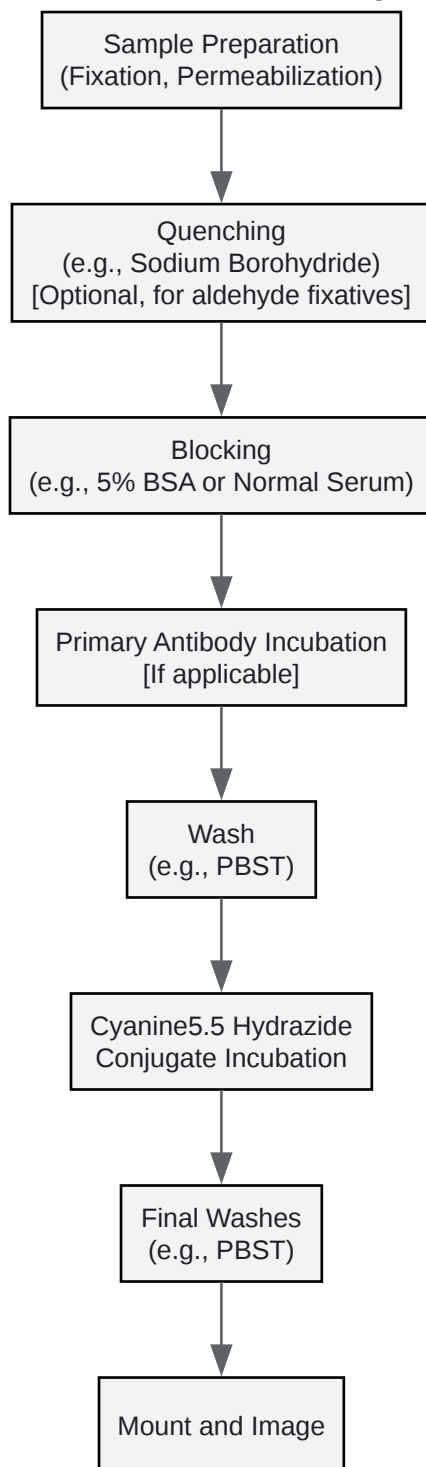 Sample Preparation
(Fixation, Permeabilization)
Quenching
(e.g., Sodium Borohydride)
[Optional, for aldehyde fixatives]
Blocking
(e.g., 5% BSA or Normal Serum)
Primary Antibody Incubation
[If applicable]
Wash
(e.g., PBST)
Cyanine5.5 Hydrazide
Conjugate Incubation
Final Washes
(e.g., PBST)
Mount and Image